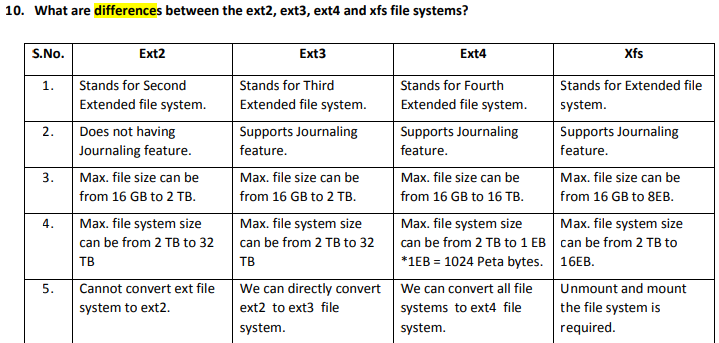 10. What are differences between the ext2, ext3, ext4 and xfs file systems?
S.No. Ext2 Ext3 Ext4 Xfs
1. Stands for Second Stands for Third Stands for Fourth Stands for Extended file
Extended file system. Extended file system. Extended file system. system.
2. Does not having Supports Journaling Supports Journaling Supports Journaling
Journaling feature. feature. feature. feature.
3. Max. file size can be Max. file size can be Max. file size can be Max. file size can be
from 16 GB to 2 TB. from 16 GB to 2 TB. from 16 GB to 16 TB. from 16 GB to 8EB.
4. Max. file system size Max. file system size Max. file system size Max. file system size
can be from 2 TB to 32 can be from 2 TB to 32 can be from 2 TB to 1 EB can be from 2 TB to
TB TB *1EB = 1024 Peta bytes. 16EB.
5. Cannot convert ext file We can directly convert We can convert all file Unmount and mount
system to ext2. ext2 to ext3 file systems to ext4 file the file system is
system. system. required.